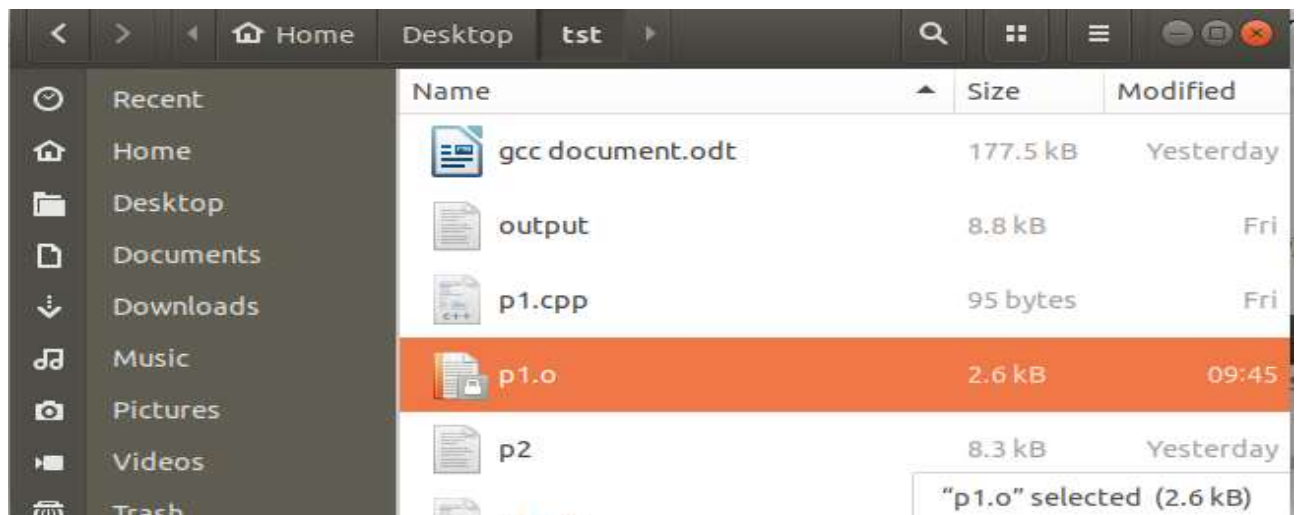 Home Desktop tst
Name Size Modified
Recent
Home
Desktop
Documents
Downloads
Music
Pictures
Videos
Trash
gcc document.odt 177.5 kB Yesterday
output 8.8 kB Fri
p1.cpp 95 bytes Fri
p1.o 2.6 kB 09:45
p2 8.3 kB Yesterday
“p1.o” selected (2.6 kB)